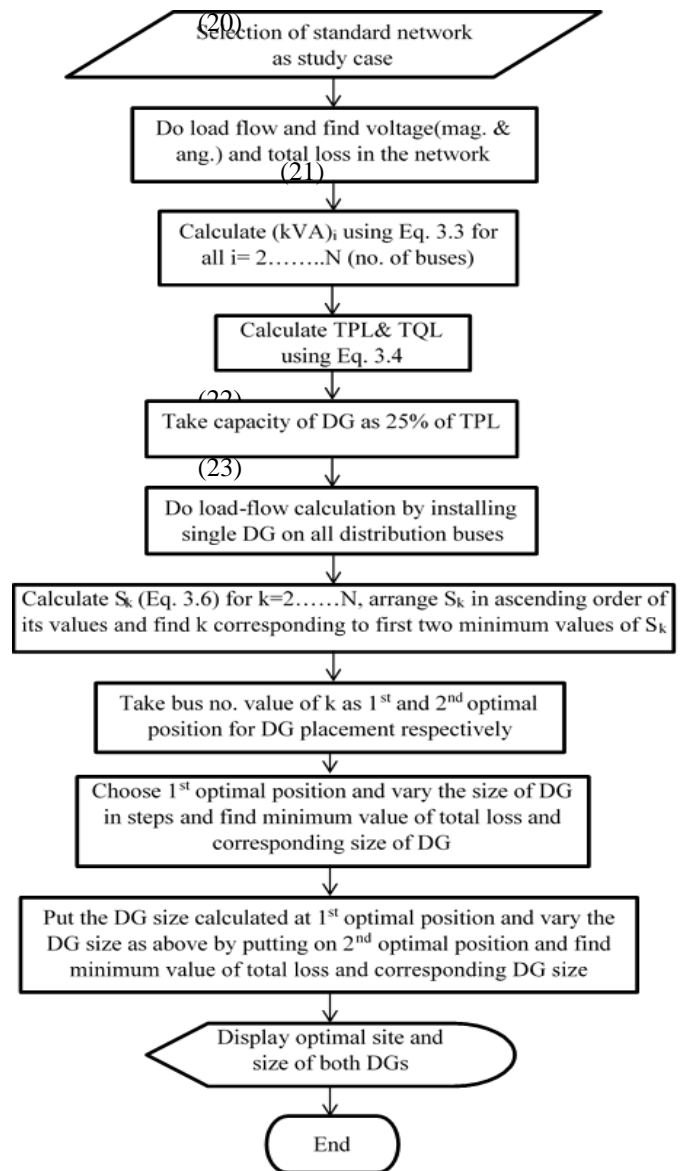 (20)
Selection of standard network
as study case
Do load flow and find voltage(mag. &
ang.) and total loss in the network
(21)
Calculate (kVA)ᵢ using Eq. 3.3 for
all i= 2........N (no. of buses)
Calculate TPL& TQL
using Eq. 3.4
(22)
Take capacity of DG as 25% of TPL
(23)
Do load-flow calculation by installing
single DG on all distribution buses
Calculate Sₖ (Eq. 3.6) for k=2......N, arrange Sₖ in ascending order of
its values and find k corresponding to first two minimum values of Sₖ
Take bus no. value of k as 1ˢᵗ and 2ⁿᵈ optimal
position for DG placement respectively
Choose 1ˢᵗ optimal position and vary the size of DG
in steps and find minimum value of total loss and
corresponding size of DG
Put the DG size calculated at 1ˢᵗ optimal position and vary the
DG size as above by putting on 2ⁿᵈ optimal position and find
minimum value of total loss and corresponding DG size
Display optimal site and
size of both DGs
End